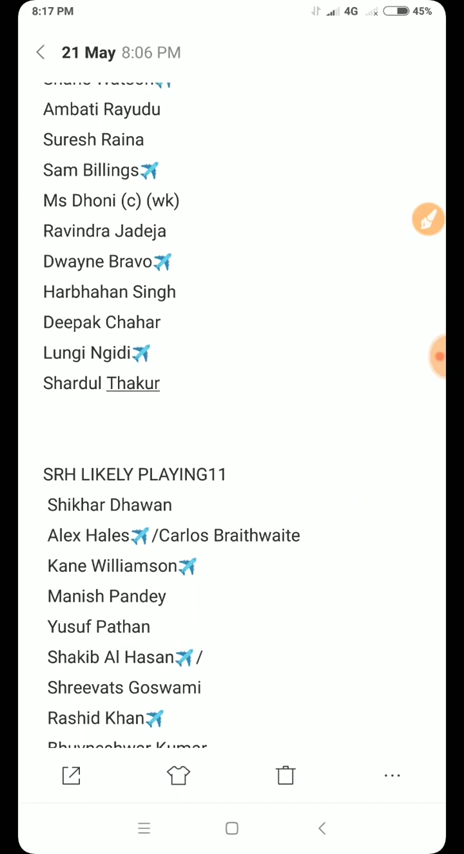 8:17 PM 4G 45%
21 May 8:06 PM
Ambati Rayudu
Suresh Raina
Sam Billings✈️
Ms Dhoni (c) (wk)
Ravindra Jadeja
Dwayne Bravo✈️
Harbhahan Singh
Deepak Chahar
Lungi Ngidi✈️
Shardul Thakur
SRH LIKELY PLAYING11
Shikhar Dhawan
Alex Hales✈️/Carlos Braithwaite
Kane Williamson✈️
Manish Pandey
Yusuf Pathan
Shakib Al Hasan✈️/
Shreevats Goswami
Rashid Khan✈️
Bhuvneshwar Kumar